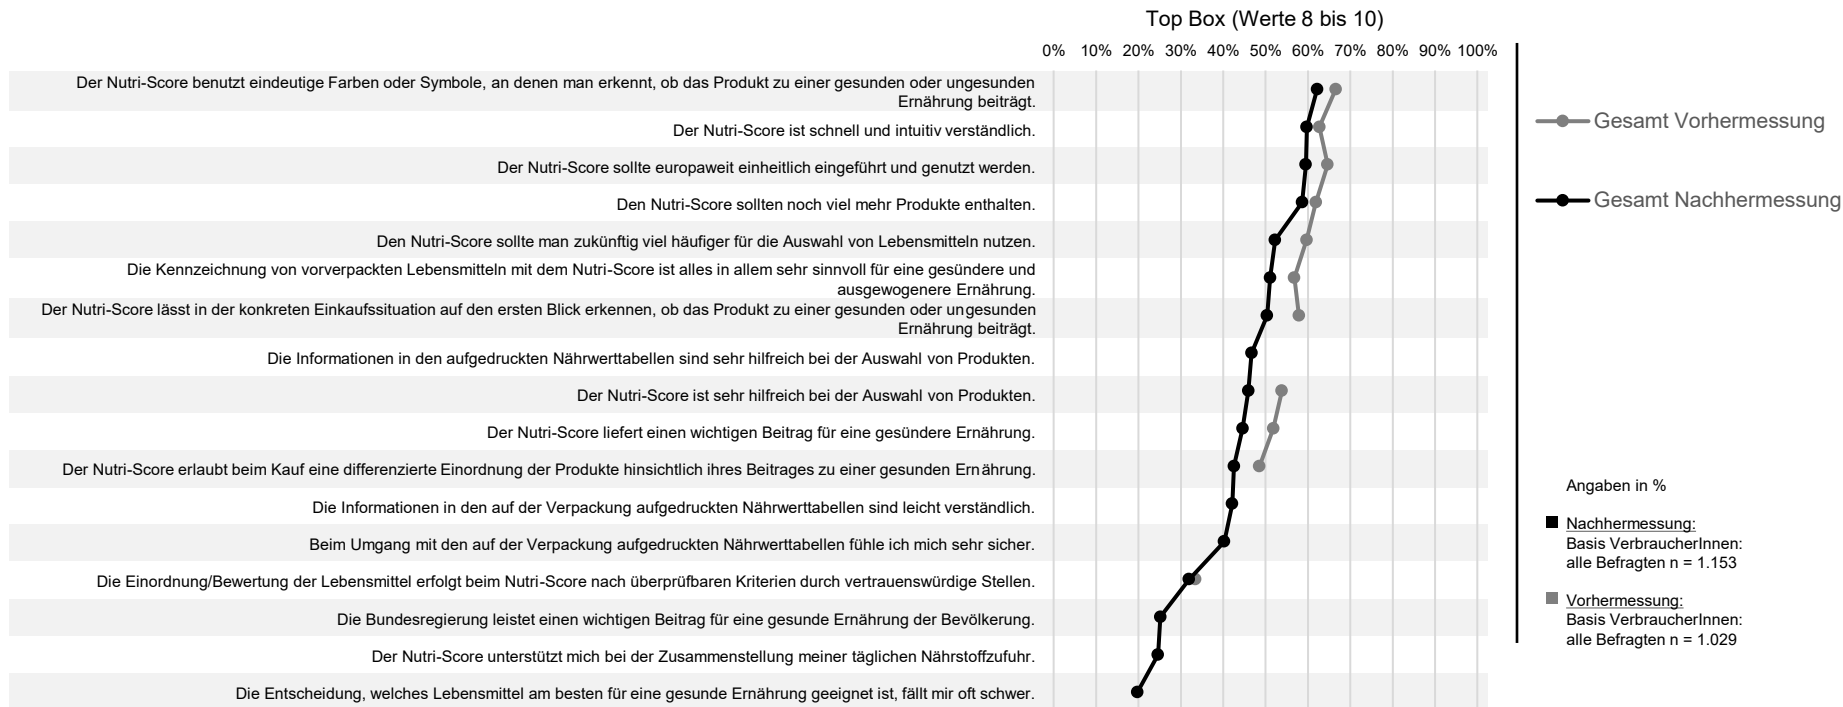 Top Box (Werte 8 bis 10)
0% 10% 20% 30% 40% 50% 60% 70% 80% 90% 100%
Der Nutri-Score benutzt eindeutige Farben oder Symbole, an denen man erkennt, ob das Produkt zu einer gesunden oder ungesunden
Ernährung beiträgt.
Der Nutri-Score ist schnell und intuitiv verständlich.
Der Nutri-Score sollte europaweit einheitlich eingeführt und genutzt werden.
Den Nutri-Score sollten noch viel mehr Produkte enthalten.
Den Nutri-Score sollte man zukünftig viel häufiger für die Auswahl von Lebensmitteln nutzen.
Die Kennzeichnung von vorverpackten Lebensmitteln mit dem Nutri-Score ist alles in allem sehr sinnvoll für eine gesündere und
ausgewogenere Ernährung.
Der Nutri-Score lässt in der konkreten Einkaufssituation auf den ersten Blick erkennen, ob das Produkt zu einer gesunden oder ungesunden
Ernährung beiträgt.
Die Informationen in den aufgedruckten Nährwerttabellen sind sehr hilfreich bei der Auswahl von Produkten.
Der Nutri-Score ist sehr hilfreich bei der Auswahl von Produkten.
Der Nutri-Score liefert einen wichtigen Beitrag für eine gesündere Ernährung.
Der Nutri-Score erlaubt beim Kauf eine differenzierte Einordnung der Produkte hinsichtlich ihres Beitrages zu einer gesunden Ernährung.
Die Informationen in den auf der Verpackung aufgedruckten Nährwerttabellen sind leicht verständlich.
Beim Umgang mit den auf der Verpackung aufgedruckten Nährwerttabellen fühle ich mich sehr sicher.
Die Einordnung/Bewertung der Lebensmittel erfolgt beim Nutri-Score nach überprüfbaren Kriterien durch vertrauenswürdige Stellen.
Die Bundesregierung leistet einen wichtigen Beitrag für eine gesunde Ernährung der Bevölkerung.
Der Nutri-Score unterstützt mich bei der Zusammenstellung meiner täglichen Nährstoffzufuhr.
Die Entscheidung, welches Lebensmittel am besten für eine gesunde Ernährung geeignet ist, fällt mir oft schwer.
Gesamt Vorhermessung
Gesamt Nachhermessung
Angaben in %
Nachhermessung:
Basis VerbraucherInnen:
alle Befragten n = 1.153
Vorhermessung:
Basis VerbraucherInnen:
alle Befragten n = 1.029